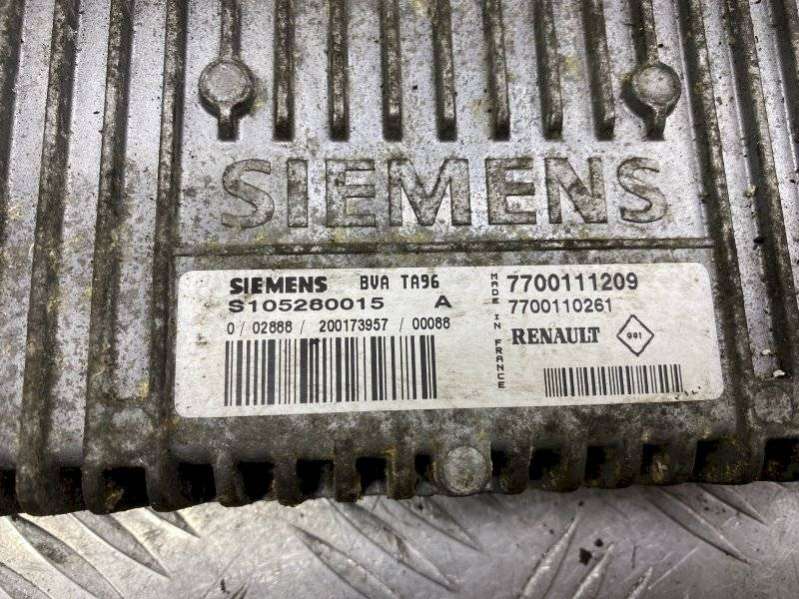 SIEMENS
SIEMENS BVA TA96
S105280015 A
0/ 02888 / 200173957 / 00088
MADE IN FRANCE
7700111209
7700110261
RENAULT